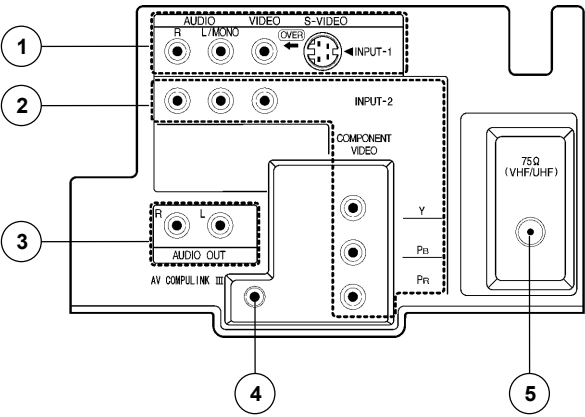 AUDIO VIDEO S-VIDEO
R L/MONO
OVER
INPUT-1
1
2
INPUT-2
COMPONENT
VIDEO
75Ω
(VHF/UHF)
R L
Y
3
AUDIO OUT
PB
AV COMPULINK III
PR
4
5